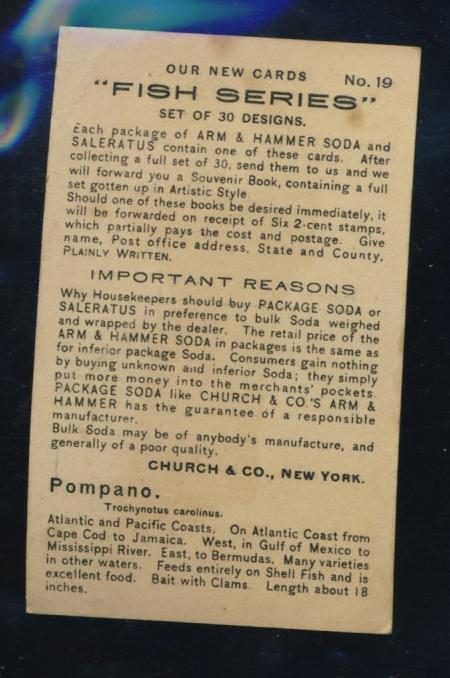 OUR NEW CARDS No. 19
"FISH SERIES"
SET OF 30 DESIGNS.
Each package of ARM & HAMMER SODA and
SALERATUS contain one of these cards. After
collecting a full set of 30, send them to us and we
will forward you a Souvenir Book, containing a full
set gotten up in Artistic Style
Should one of these books be desired immediately, it
will be forwarded on receipt of Six 2-cent stamps,
which partially pays the cost and postage. Give
name, Post office address, State and County,
PLAINLY WRITTEN.
IMPORTANT REASONS
Why Housekeepers should buy PACKAGE SODA or
SALERATUS in preference to bulk Soda weighed
and wrapped by the dealer. The retail price of the
ARM & HAMMER SODA in packages is the same as
for inferior package Soda. Consumers gain nothing
by buying unknown and inferior Soda; they simply
put more money into the merchants' pockets.
PACKAGE SODA like CHURCH & CO.'S ARM &
HAMMER has the guarantee of a responsible
manufacturer.
Bulk Soda may be of anybody's manufacture, and
generally of a poor quality.
CHURCH & CO., NEW YORK.
Pompano.
Trochynotus carolinus.
Atlantic and Pacific Coasts. On Atlantic Coast from
Cape Cod to Jamaica. West, in Gulf of Mexico to
Mississippi River. East, to Bermudas. Many varieties
in other waters. Feeds entirely on Shell Fish and is
excellent food. Bait with Clams. Length about 18
inches.